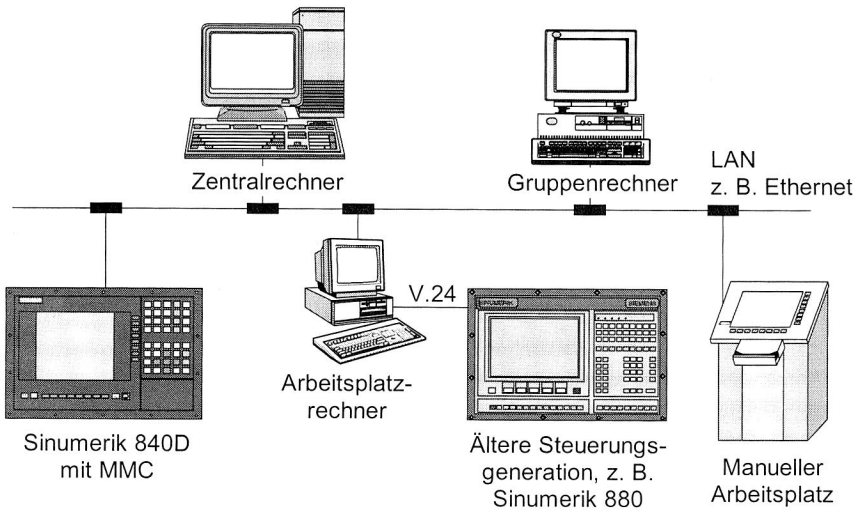 Zentralrechner
Gruppenrechner
LAN
z. B. Ethernet
V.24
Arbeitsplatz-
rechner
Sinumerik 840D
mit MMC
Ältere Steuerungs-
generation, z. B.
Sinumerik 880
Manueller
Arbeitsplatz